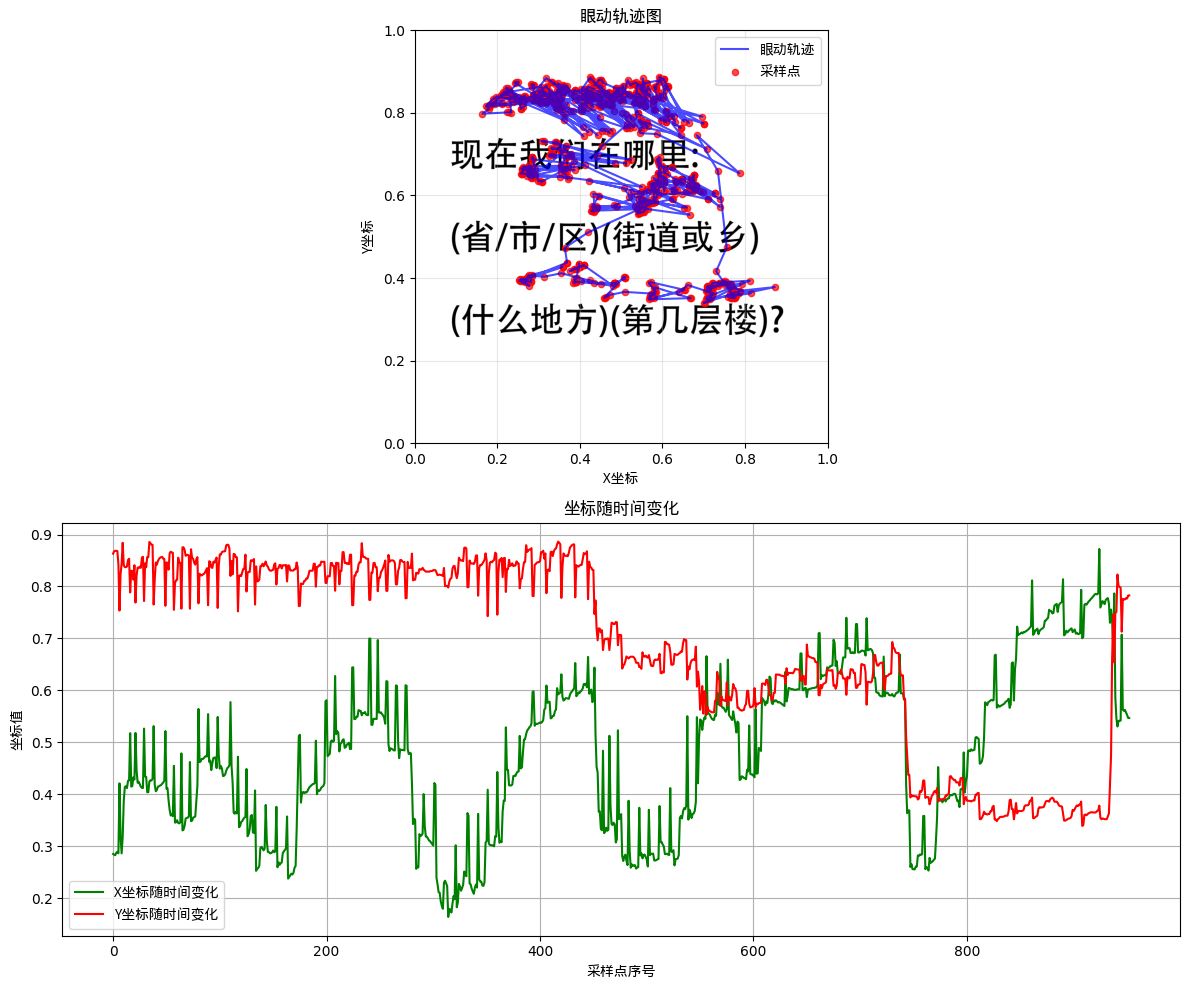 眼动轨迹图
1.0
0.8
0.6
0.4
0.2
0.0
Y坐标
眼动轨迹
采样点
现在我们在哪里:
(省/市/区)(街道或乡)
(什么地方)(第几层楼)?
0.0 0.2 0.4 0.6 0.8 1.0
X坐标
坐标随时间变化
0.9
0.8
0.7
0.6
0.5
0.4
0.3
0.2
坐标值
X坐标随时间变化
Y坐标随时间变化
0 200 400 600 800
采样点序号